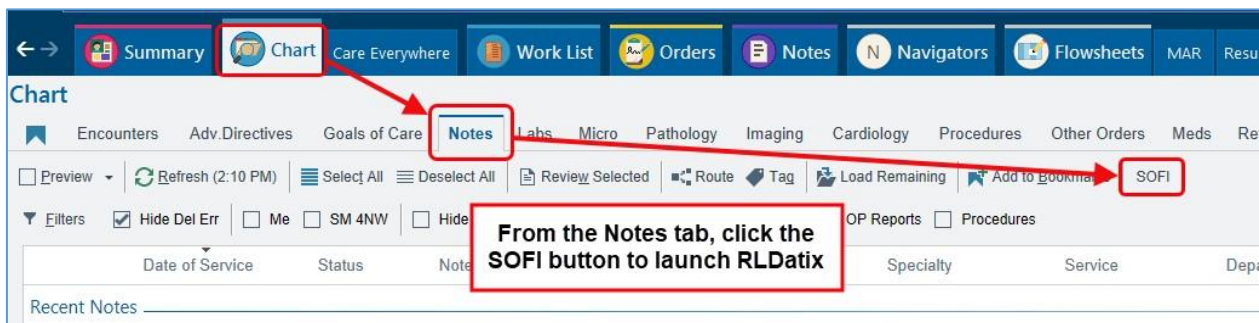 Summary Chart Care Everywhere Work List Orders Notes N Navigators Flowsheets MAR
Chart
Encounters Adv.Directives Goals of Care Notes Labs Micro Pathology Imaging Cardiology Procedures Other Orders Meds
Preview Refresh (2:10 PM) Select All Deselect All Review Selected Route Tag Load Remaining Add to SOFI
Filters Hide Del Err Me SM 4NW Hide OP Reports Procedures
From the Notes tab, click the
SOFI button to launch RLDatix
Date of Service Status Specialty Service
Recent Notes